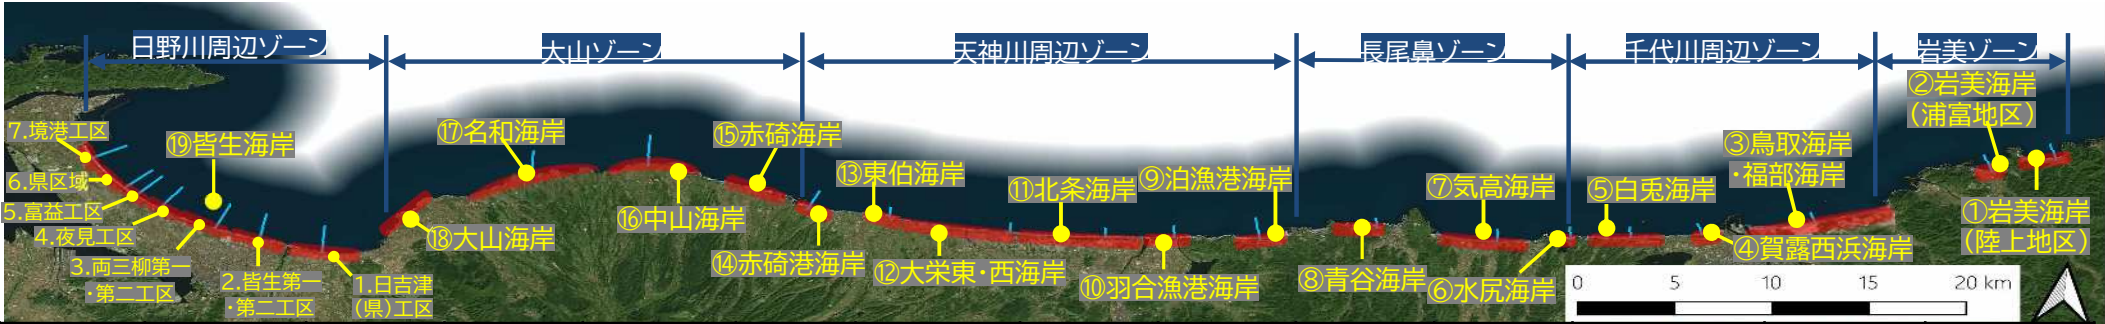 日野川周辺ゾーン
大山ゾーン
天神川周辺ゾーン
長尾鼻ゾーン
千代川周辺ゾーン
岩美ゾーン
②岩美海岸
(浦富地区)
7.境港工区
⑲皆生海岸
⑰名和海岸
⑮赤碕海岸
③鳥取海岸
・福部海岸
6.県区域
⑬東伯海岸
⑪北条海岸
⑨泊漁港海岸
⑦気高海岸
⑤白兎海岸
5.富益工区
4.夜見工区
⑱大山海岸
⑯中山海岸
①岩美海岸
(陸上地区)
3.両三柳第一
・第二工区
2.皆生第一
・第二工区
1.日吉津
(県)工区
⑭赤碕港海岸
⑫大栄東・西海岸
⑩羽合漁港海岸
⑧青谷海岸
⑥水尻海岸
④賀露西浜海岸
0 5 10 15 20 km